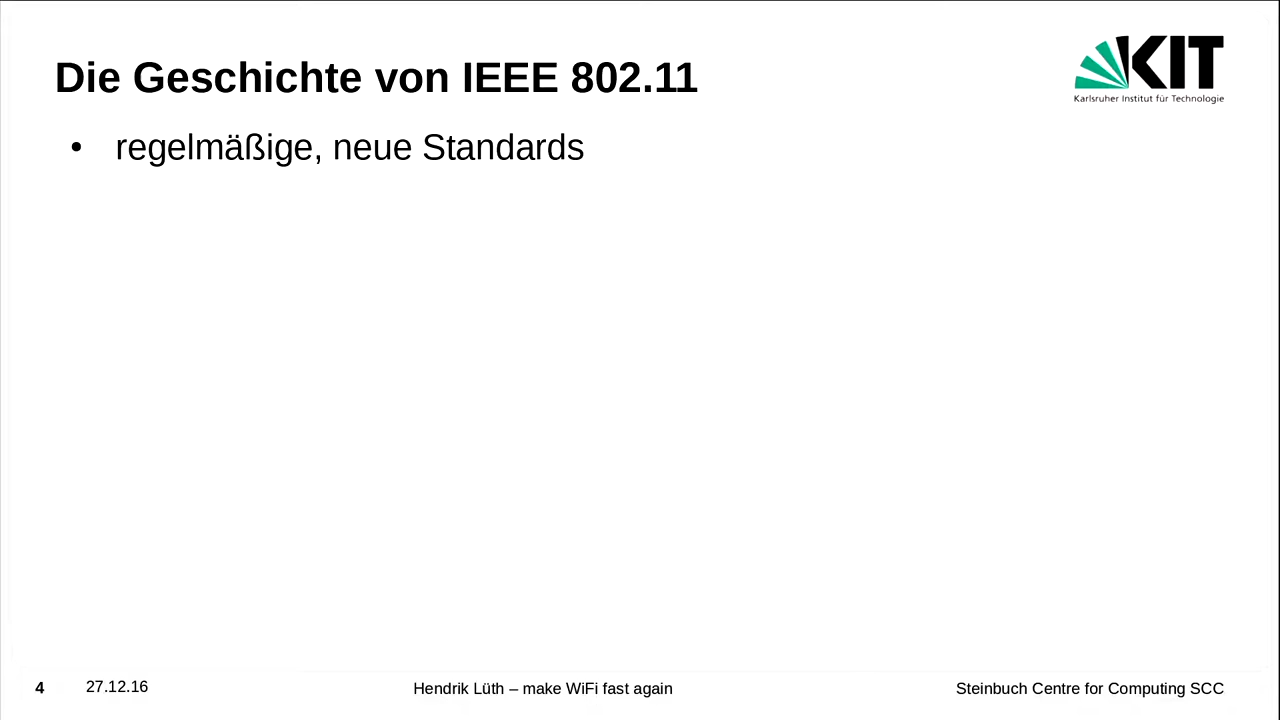 Die Geschichte von IEEE 802.11
KIT
Karlsruher Institut für Technologie
• regelmäßige, neue Standards
4 27.12.16 Hendrik Lüth – make WiFi fast again Steinbuch Centre for Computing SCC